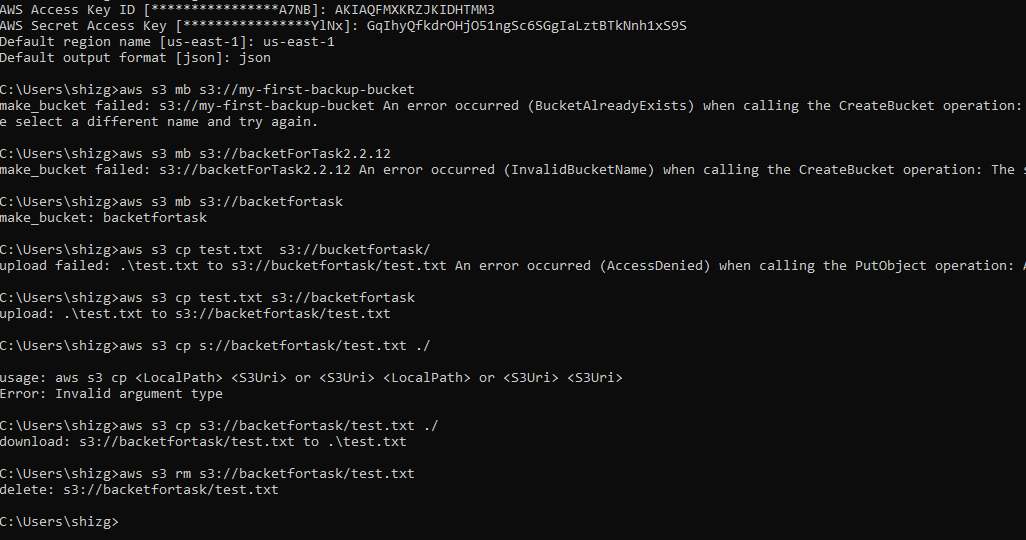 AWS Access Key ID [****************A7NB]: AKIAQFMXKRZJKIDHTMM3
AWS Secret Access Key [****************YlNx]: 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
Default region name [us-east-1]: us-east-1
Default output format [json]: json
C:\Users\shizg>aws s3 mb s3://my-first-backup-bucket
make_bucket failed: s3://my-first-backup-bucket An error occurred (BucketAlreadyExists) when calling the CreateBucket operation:
e select a different name and try again.
C:\Users\shizg>aws s3 mb s3://backetForTask2.2.12
make_bucket failed: s3://backetForTask2.2.12 An error occurred (InvalidBucketName) when calling the CreateBucket operation: The
C:\Users\shizg>aws s3 mb s3://backetfortask
make_bucket: backetfortask
C:\Users\shizg>aws s3 cp test.txt  s3://bucketfortask/
upload failed: .\test.txt to s3://bucketfortask/test.txt An error occurred (AccessDenied) when calling the PutObject operation:
C:\Users\shizg>aws s3 cp test.txt s3://backetfortask
upload: .\test.txt to s3://backetfortask/test.txt
C:\Users\shizg>aws s3 cp s://backetfortask/test.txt ./
usage: aws s3 cp <LocalPath> <S3Uri> or <S3Uri> <LocalPath> or <S3Uri> <S3Uri>
Error: Invalid argument type
C:\Users\shizg>aws s3 cp s3://backetfortask/test.txt ./
download: s3://backetfortask/test.txt to .\test.txt
C:\Users\shizg>aws s3 rm s3://backetfortask/test.txt
delete: s3://backetfortask/test.txt
C:\Users\shizg>